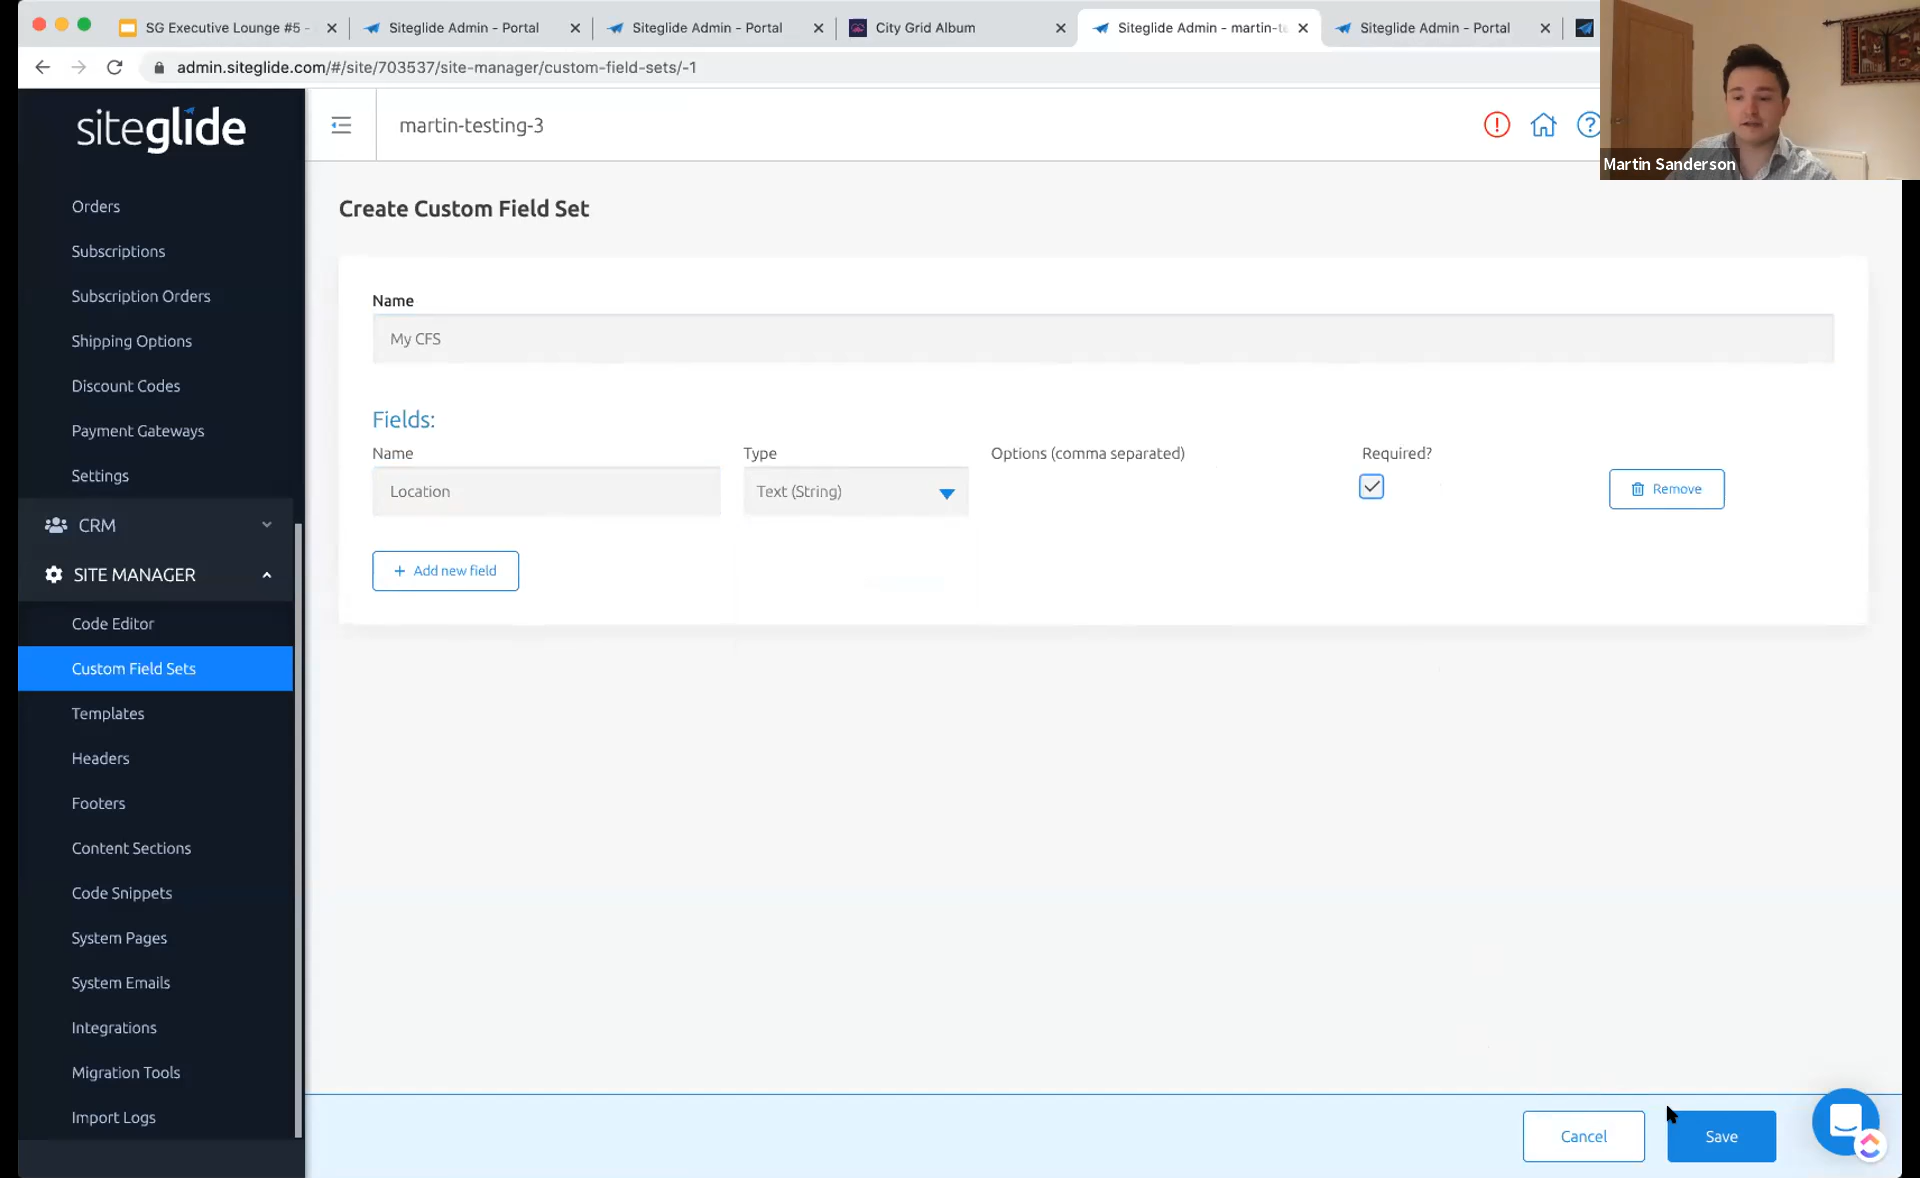 SG Executive Lounge #5 -
Siteglide Admin - Portal
Siteglide Admin - Portal
City Grid Album
Siteglide Admin - martin-te
Siteglide Admin - Portal
admin.siteglide.com/#/site/703537/site-manager/custom-field-sets/-1
siteglide
martin-testing-3
Martin Sanderson
Orders
Subscriptions
Subscription Orders
Shipping Options
Discount Codes
Payment Gateways
Settings
CRM
SITE MANAGER
Code Editor
Custom Field Sets
Templates
Headers
Footers
Content Sections
Code Snippets
System Pages
System Emails
Integrations
Migration Tools
Import Logs
Create Custom Field Set
Name
My CFS
Fields:
Name Type Options (comma separated) Required?
Location Text (String) Remove
+ Add new field
Cancel Save